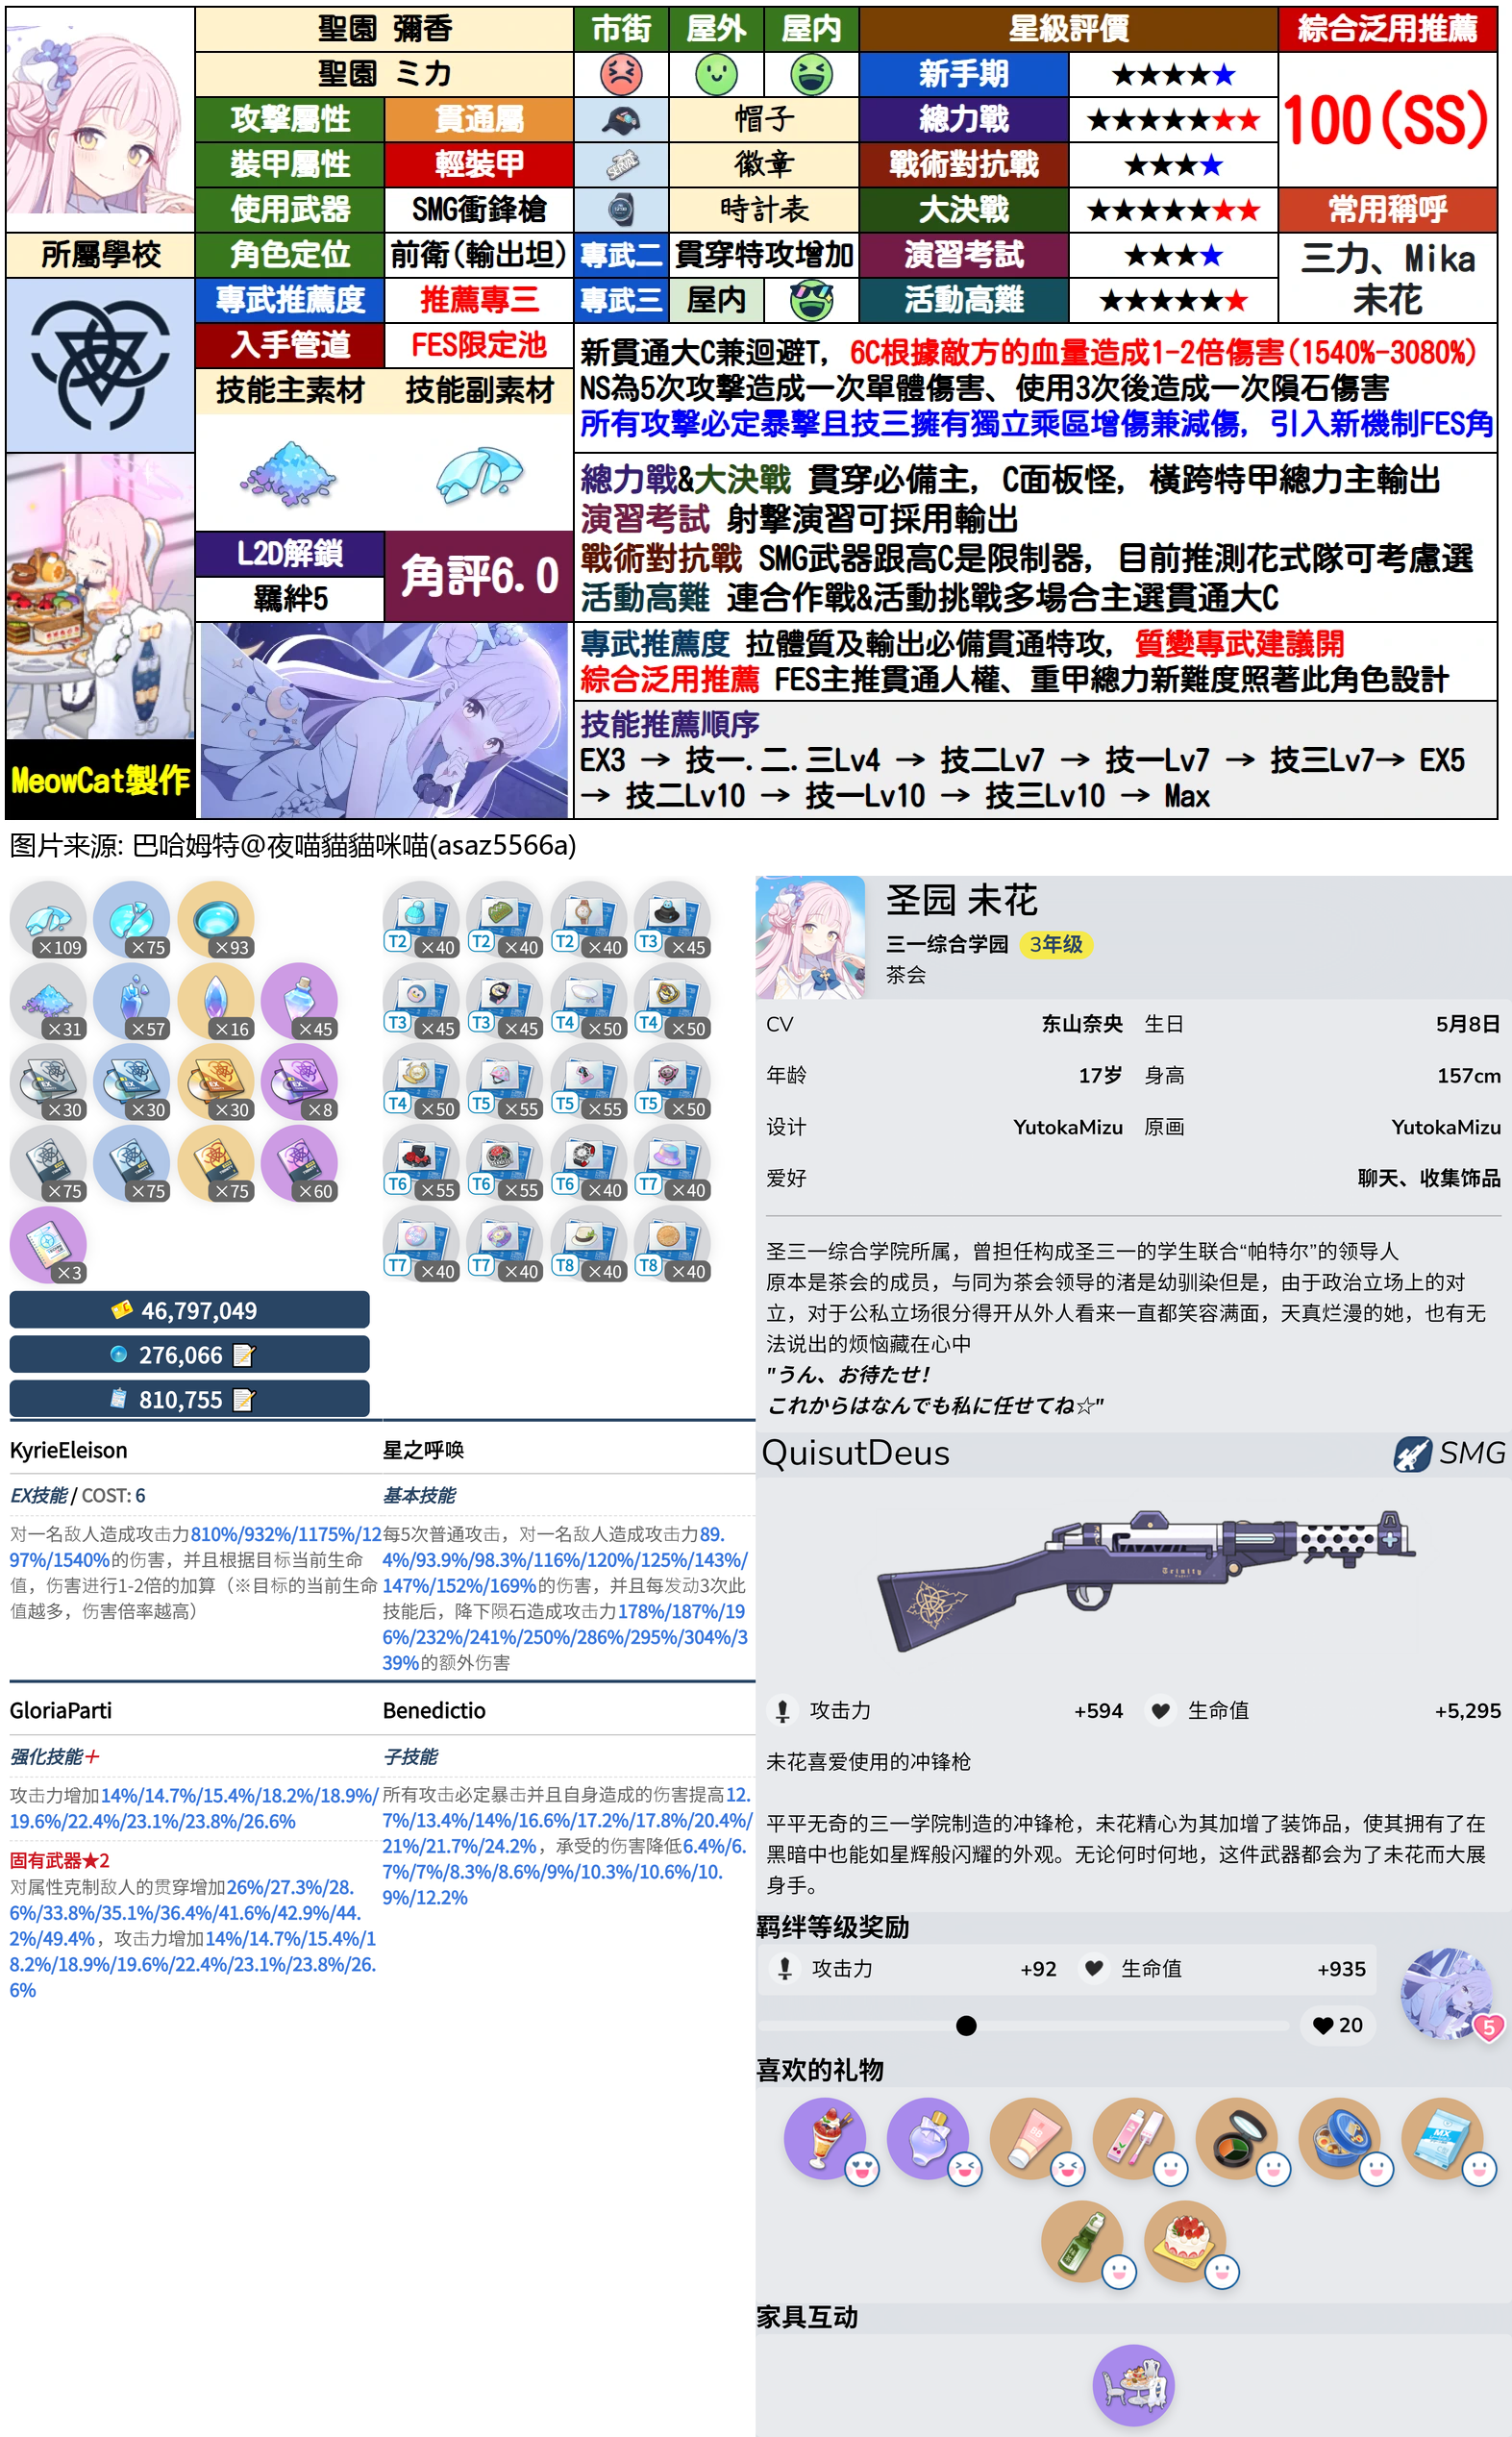 聖園 彌香
市街
屋外
屋内
星級評價
綜合泛用推薦
聖園 ミカ
新手期
★★★★★
100(SS)
攻擊屬性
貫通屬
帽子
總力戰
★★★★★★★
裝甲屬性
輕裝甲
徽章
戰術對抗戰
★★★★
使用武器
SMG衝鋒槍
時計表
大決戰
★★★★★★★
常用稱呼
所屬學校
角色定位
前衛(輸出坦)
專武二
貫穿特攻增加
演習考試
★★★★
三力、Mika
未花
專武推薦度
推薦專三
專武三
屋内
活動高難
★★★★★★
入手管道
FES限定池
技能主素材
技能副素材
新貫通大C兼迴避T, 6C根據敵方的血量造成1-2倍傷害(1540%-3080%)
NS為5次攻擊造成一次單體傷害、使用3次後造成一次隕石傷害
所有攻擊必定暴擊且技三擁有獨立乘區增傷兼減傷, 引入新機制FES角
總力戰&大決戰 貫穿必備主, C面板怪, 橫跨特甲總力主輸出
演習考試 射擊演習可採用輸出
戰術對抗戰 SMG武器跟高C是限制器, 目前推測花式隊可考慮選
活動高難 連合作戰&活動挑戰多場合主選貫通大C
L2D解鎖
羈絆5
角評6.0
專武推薦度 拉體質及輸出必備貫通特攻, 質變專武建議開
綜合泛用推薦 FES主推貫通人權、重甲總力新難度照著此角色設計
技能推薦順序
EX3 → 技一.二.三Lv4 → 技二Lv7 → 技一Lv7 → 技三Lv7→ EX5
→ 技二Lv10 → 技一Lv10 → 技三Lv10 → Max
MeowCat製作
图片来源: 巴哈姆特@夜喵貓貓咪喵(asaz5566a)
×109 ×75 ×93
×31 ×57 ×16 ×45
×30 ×30 ×30 ×8
×75 ×75 ×75 ×60
×3
46,797,049
276,066
810,755
T2 ×40 T2 ×40 T2 ×40 T3 ×45
T3 ×45 T3 ×45 T4 ×50 T4 ×50
T4 ×50 T5 ×55 T5 ×55 T5 ×50
T6 ×55 T6 ×55 T6 ×40 T7 ×40
T7 ×40 T7 ×40 T8 ×40 T8 ×40
KyrieEleison
EX技能 / COST: 6
对一名敌人造成攻击力810%/932%/1175%/12
97%/1540%的伤害，并且根据目标当前生命
值，伤害进行1-2倍的加算（※目标的当前生命
值越多，伤害倍率越高）
星之呼唤
基本技能
每5次普通攻击，对一名敌人造成攻击力89.
4%/93.9%/98.3%/116%/120%/125%/143%/
147%/152%/169%的伤害，并且每发动3次此
技能后，降下陨石造成攻击力178%/187%/19
6%/232%/241%/250%/286%/295%/304%/3
39%的额外伤害
GloriaParti
强化技能＋
攻击力增加14%/14.7%/15.4%/18.2%/18.9%/
19.6%/22.4%/23.1%/23.8%/26.6%
固有武器★2
对属性克制敌人的贯穿增加26%/27.3%/28.
6%/33.8%/35.1%/36.4%/41.6%/42.9%/44.
2%/49.4%，攻击力增加14%/14.7%/15.4%/1
8.2%/18.9%/19.6%/22.4%/23.1%/23.8%/26.
6%
Benedictio
子技能
所有攻击必定暴击并且自身造成的伤害提高12.
7%/13.4%/14%/16.6%/17.2%/17.8%/20.4%/
21%/21.7%/24.2%，承受的伤害降低6.4%/6.
7%/7%/8.3%/8.6%/9%/10.3%/10.6%/10.
9%/12.2%
圣园 未花
三一综合学园 3年级
茶会
CV 东山奈央 生日 5月8日
年龄 17岁 身高 157cm
设计 YutokaMizu 原画 YutokaMizu
爱好 聊天、收集饰品
圣三一综合学院所属，曾担任构成圣三一的学生联合“帕特尔”的领导人
原本是茶会的成员，与同为茶会领导的渚是幼驯染但是，由于政治立场上的对
立，对于公私立场很分得开从外人看来一直都笑容满面，天真烂漫的她，也有无
法说出的烦恼藏在心中
"うん、お待たせ！
これからはなんでも私に任せてね☆"
QuisutDeus
SMG
Trinity
攻击力 +594 生命值 +5,295
未花喜爱使用的冲锋枪
平平无奇的三一学院制造的冲锋枪，未花精心为其加增了装饰品，使其拥有了在
黑暗中也能如星辉般闪耀的外观。无论何时何地，这件武器都会为了未花而大展
身手。
羁绊等级奖励
攻击力 +92 生命值 +935
20
5
喜欢的礼物
BB
MX
家具互动